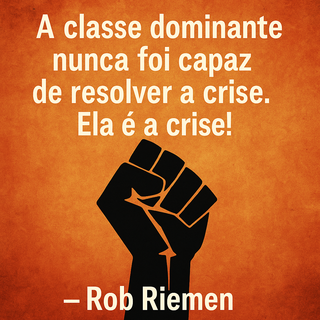 A classe dominante
nunca foi capaz
de resolver a crise.
Ela é a crise!
– Rob Riemen